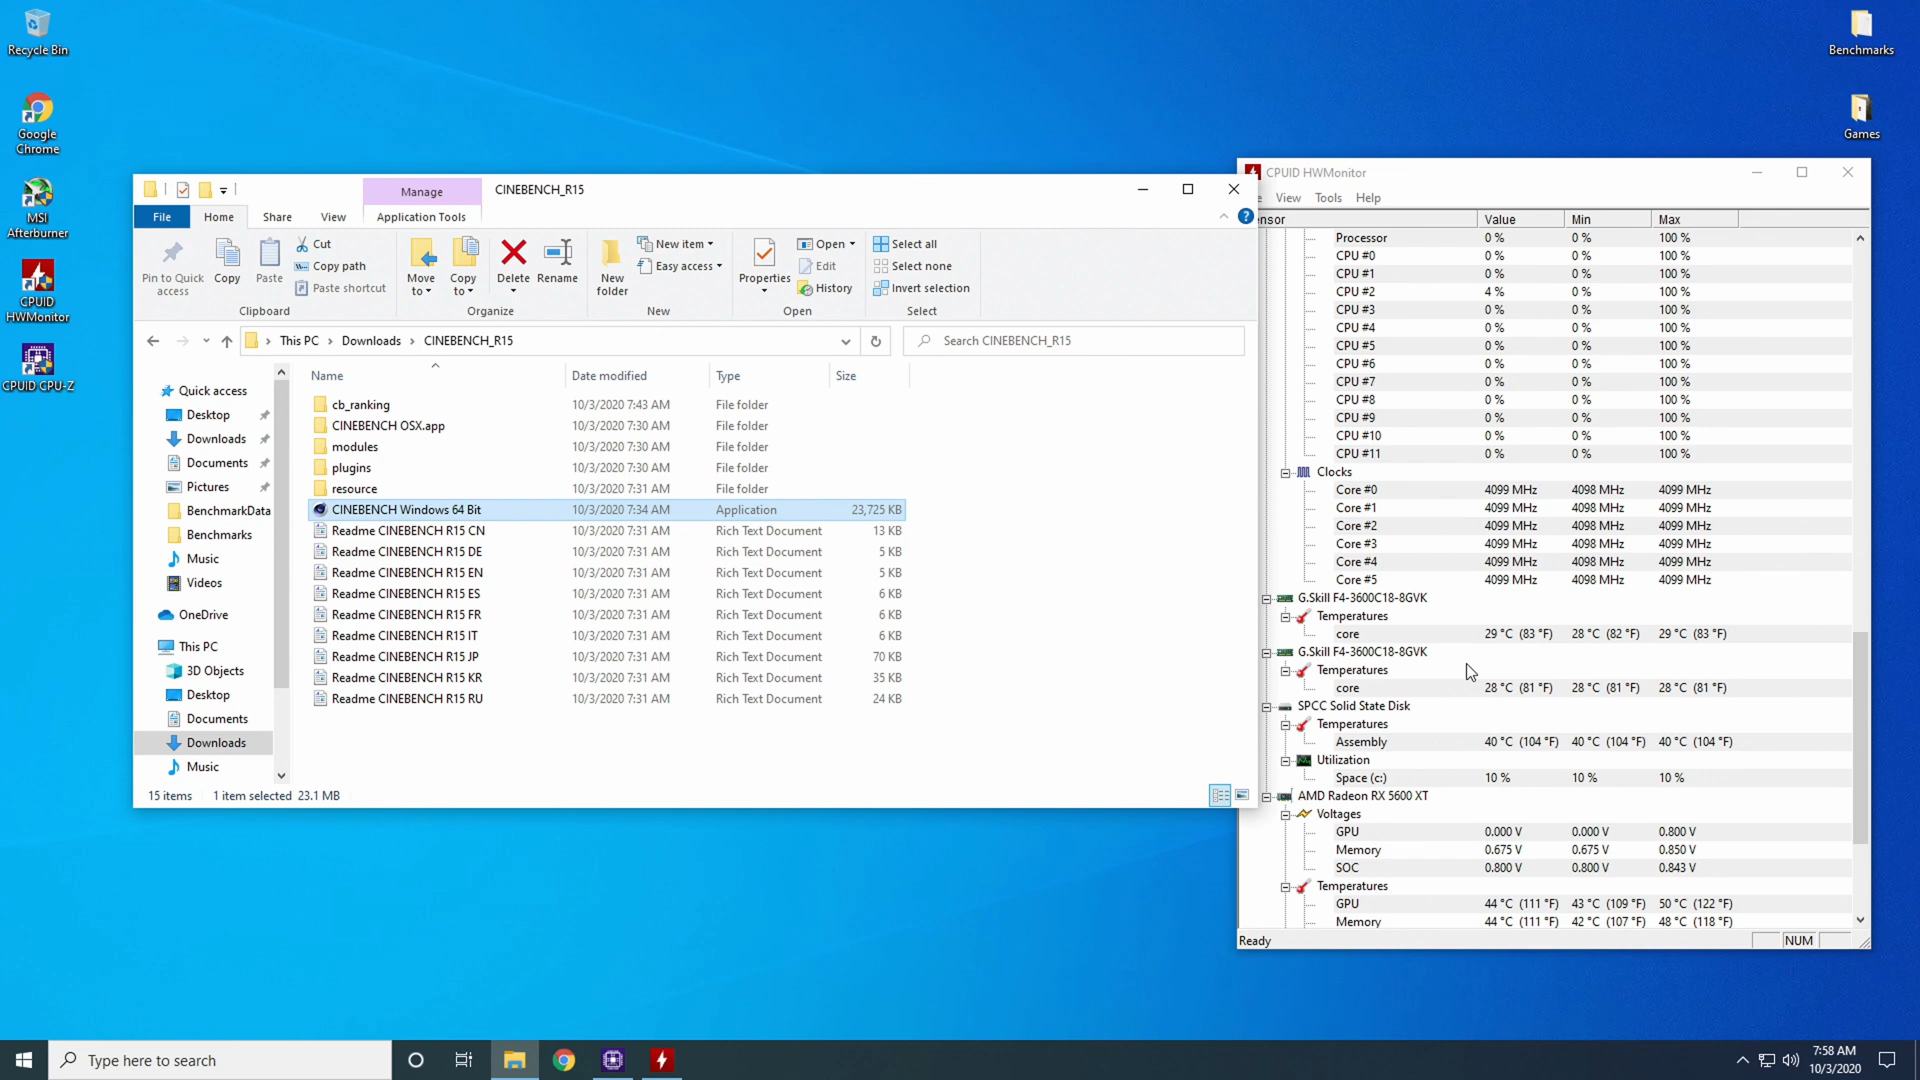 Recycle Bin
Google
Chrome
MSI
Afterburner
CPUID
HWMonitor
CPUID CPU-Z
Benchmarks
Games
Manage
CINEBENCH_R15
File
Home
Share
View
Application Tools
Pin to Quick
access
Copy
Paste
Cut
Copy path
Paste shortcut
Clipboard
Move
to
Copy
to
Delete
Rename
Organize
New
folder
New item
Easy access
New
Properties
Open
Edit
History
Open
Select all
Select none
Invert selection
Select
This PC > Downloads > CINEBENCH_R15
Search CINEBENCH_R15
Quick access
Desktop
Downloads
Documents
Pictures
BenchmarkData
Benchmarks
Music
Videos
OneDrive
This PC
3D Objects
Desktop
Documents
Downloads
Music
Name Date modified Type Size
cb_ranking 10/3/2020 7:43 AM File folder
CINEBENCH OSX.app 10/3/2020 7:30 AM File folder
modules 10/3/2020 7:30 AM File folder
plugins 10/3/2020 7:30 AM File folder
resource 10/3/2020 7:31 AM File folder
CINEBENCH Windows 64 Bit 10/3/2020 7:34 AM Application 23,725 KB
Readme CINEBENCH R15 CN 10/3/2020 7:31 AM Rich Text Document 13 KB
Readme CINEBENCH R15 DE 10/3/2020 7:31 AM Rich Text Document 5 KB
Readme CINEBENCH R15 EN 10/3/2020 7:31 AM Rich Text Document 5 KB
Readme CINEBENCH R15 ES 10/3/2020 7:31 AM Rich Text Document 6 KB
Readme CINEBENCH R15 FR 10/3/2020 7:31 AM Rich Text Document 6 KB
Readme CINEBENCH R15 IT 10/3/2020 7:31 AM Rich Text Document 6 KB
Readme CINEBENCH R15 JP 10/3/2020 7:31 AM Rich Text Document 70 KB
Readme CINEBENCH R15 KR 10/3/2020 7:31 AM Rich Text Document 35 KB
Readme CINEBENCH R15 RU 10/3/2020 7:31 AM Rich Text Document 24 KB
15 items 1 item selected 23.1 MB
CPUID HWMonitor
e View Tools Help
ensor Value Min Max
Processor 0 % 0 % 100 %
CPU #0 0 % 0 % 100 %
CPU #1 0 % 0 % 100 %
CPU #2 4 % 0 % 100 %
CPU #3 0 % 0 % 100 %
CPU #4 0 % 0 % 100 %
CPU #5 0 % 0 % 100 %
CPU #6 0 % 0 % 100 %
CPU #7 0 % 0 % 100 %
CPU #8 0 % 0 % 100 %
CPU #9 0 % 0 % 100 %
CPU #10 0 % 0 % 100 %
CPU #11 0 % 0 % 100 %
Clocks
Core #0 4099 MHz 4098 MHz 4099 MHz
Core #1 4099 MHz 4098 MHz 4099 MHz
Core #2 4099 MHz 4098 MHz 4099 MHz
Core #3 4099 MHz 4098 MHz 4099 MHz
Core #4 4099 MHz 4098 MHz 4099 MHz
Core #5 4099 MHz 4098 MHz 4099 MHz
G.Skill F4-3600C18-8GVK
Temperatures
core 29 °C (83 °F) 28 °C (82 °F) 29 °C (83 °F)
G.Skill F4-3600C18-8GVK
Temperatures
core 28 °C (81 °F) 28 °C (81 °F) 28 °C (81 °F)
SPCC Solid State Disk
Temperatures
Assembly 40 °C (104 °F) 40 °C (104 °F) 40 °C (104 °F)
Utilization
Space (c:) 10 % 10 % 10 %
AMD Radeon RX 5600 XT
Voltages
GPU 0.000 V 0.000 V 0.800 V
Memory 0.675 V 0.675 V 0.850 V
SOC 0.800 V 0.800 V 0.843 V
Temperatures
GPU 44 °C (111 °F) 43 °C (109 °F) 50 °C (122 °F)
Memory 44 °C (111 °F) 42 °C (107 °F) 48 °C (118 °F)
Ready NUM
Type here to search
7:58 AM
10/3/2020